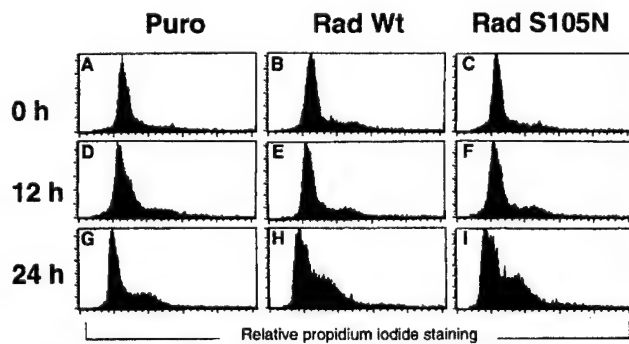 Puro Rad Wt Rad S105N
0 h A B C
12 h D E F
24 h G H I
Relative propidium iodide staining